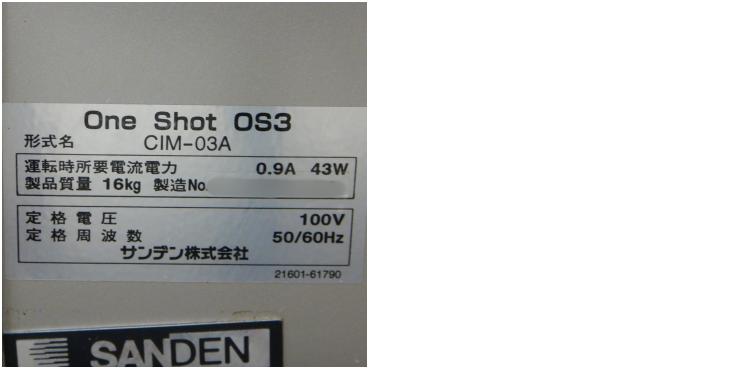 One Shot OS3
形式名 CIM-03A
運転時所要電流電力 0.9A 43W
製品質量 16kg 製造No.
定格電圧 100V
定格周波数 50/60Hz
サンデン株式会社
21601-61790
SANDEN